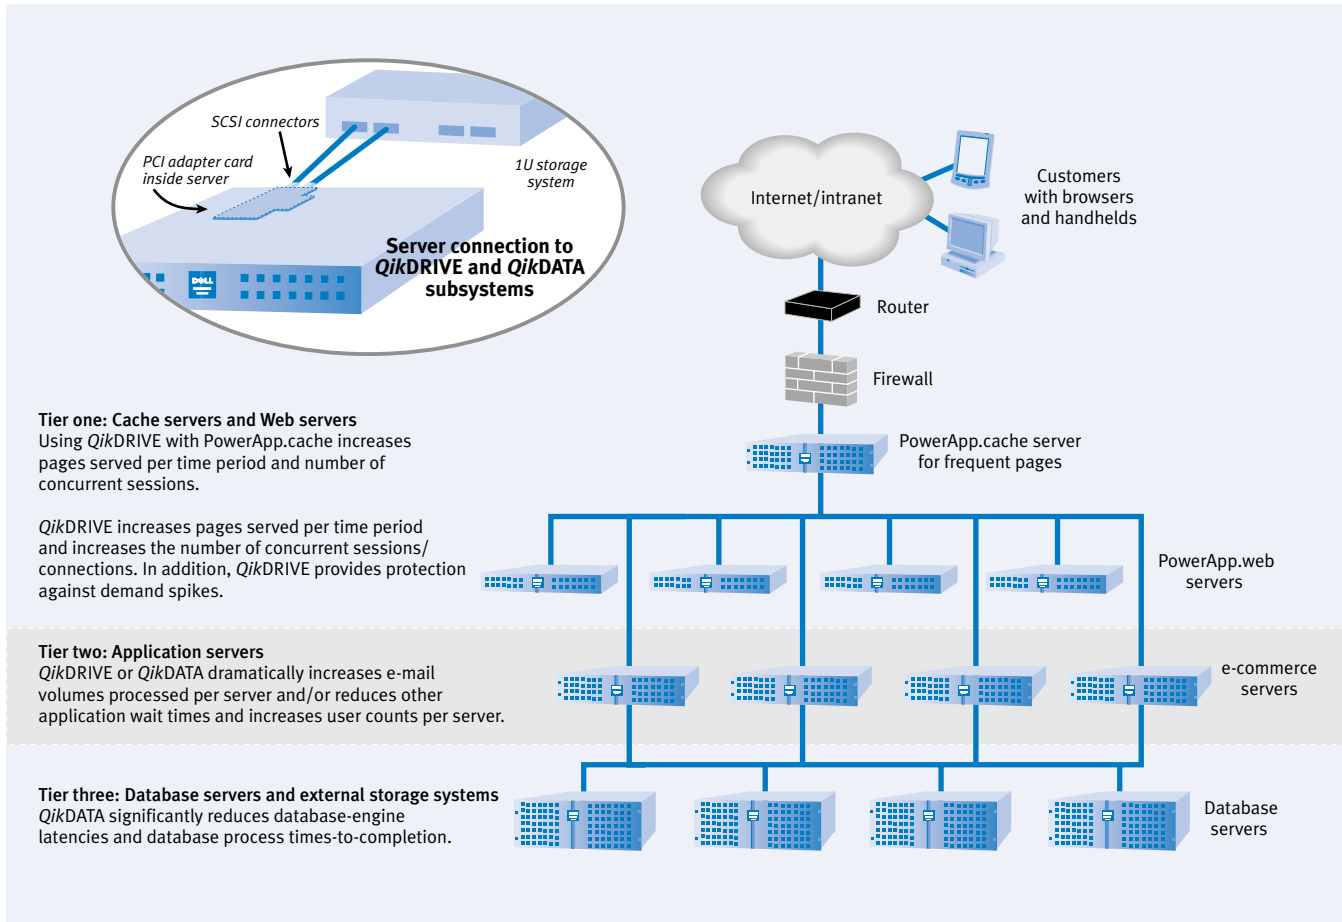 SCSI connectors
PCI adapter card
inside server
1U storage
system
Server connection to
QikDRIVE and QikDATA
subsystems
DELL
Internet/intranet
Customers
with browsers
and handhelds
Router
Firewall
PowerApp.cache server
for frequent pages
Tier one: Cache servers and Web servers
Using QikDRIVE with PowerApp.cache increases
pages served per time period and number of
concurrent sessions.
QikDRIVE increases pages served per time period
and increases the number of concurrent sessions/
connections. In addition, QikDRIVE provides protection
against demand spikes.
PowerApp.web
servers
Tier two: Application servers
QikDRIVE or QikDATA dramatically increases e-mail
volumes processed per server and/or reduces other
application wait times and increases user counts per server.
e-commerce
servers
Tier three: Database servers and external storage systems
QikDATA significantly reduces database-engine
latencies and database process times-to-completion.
Database
servers